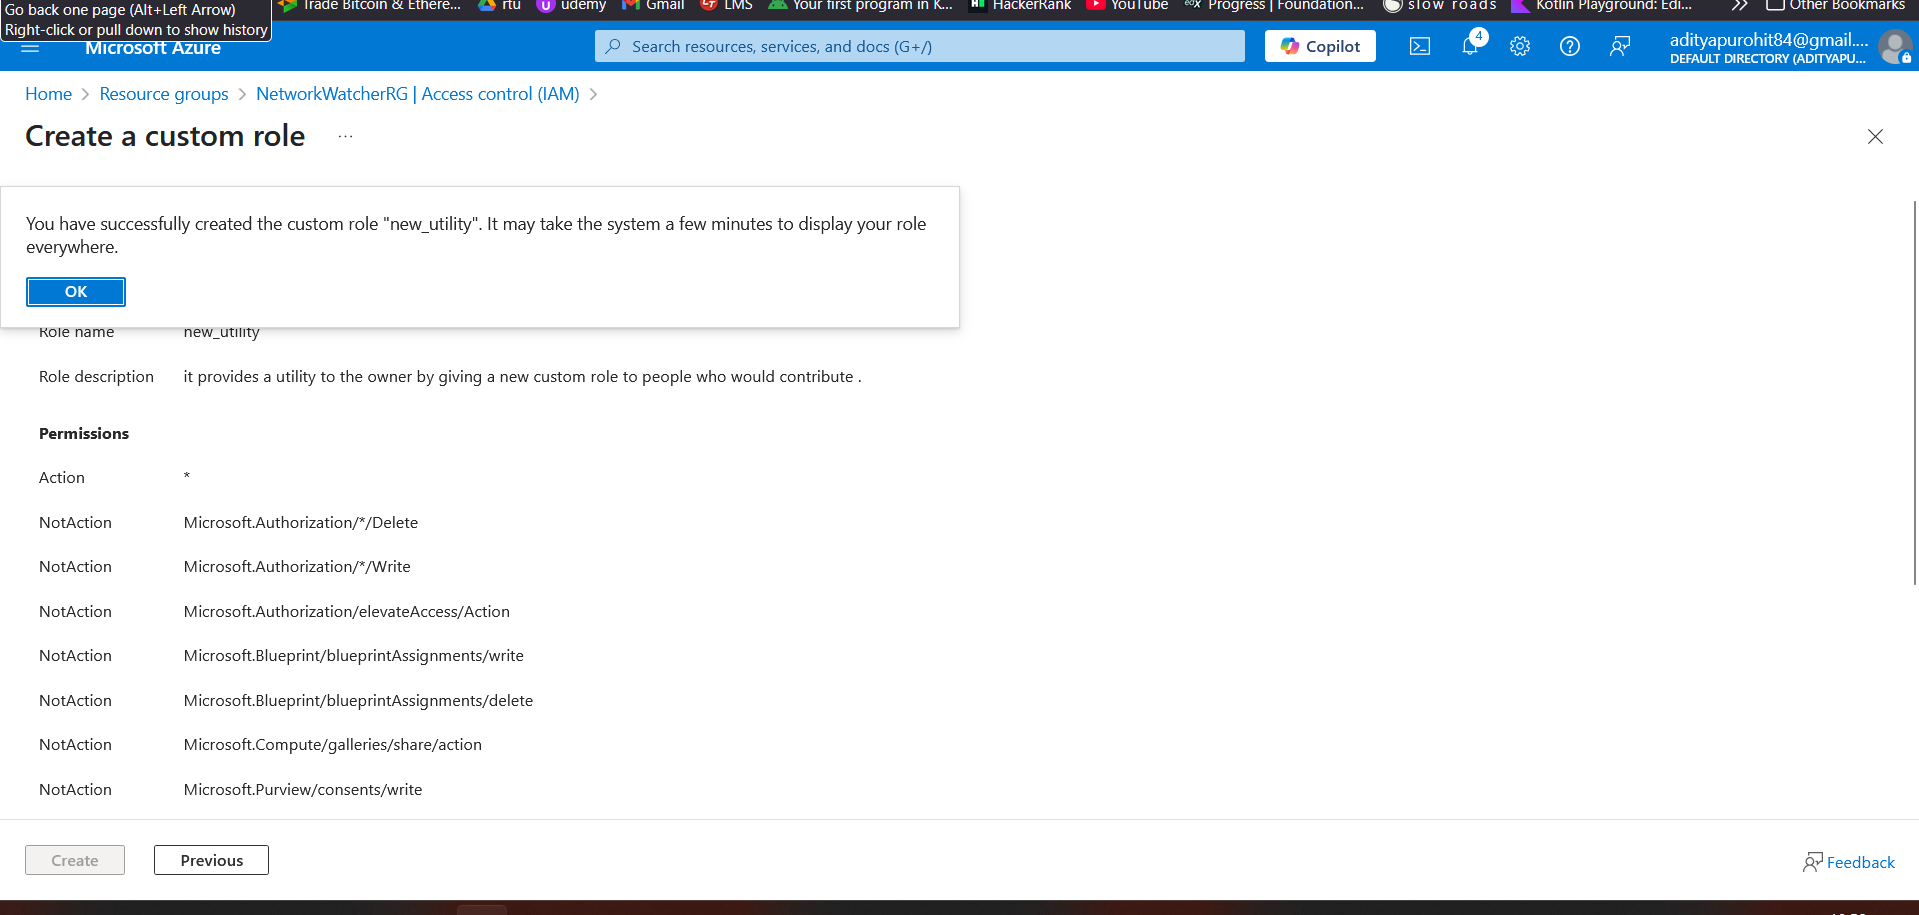 Go back one page (Alt+Left Arrow)
Right-click or pull down to show history
Trade Bitcoin & Ethere... rtu udemy Gmail LMS Your first program in K... HackerRank YouTube Progress | Foundation... slow roads Kotlin Playground: Edi... Other Bookmarks
Microsoft Azure
Search resources, services, and docs (G+/)
Copilot
4
adityapurohit84@gmail....
DEFAULT DIRECTORY (ADITYAPU...
Home > Resource groups > NetworkWatcherRG | Access control (IAM) >
Create a custom role ...
You have successfully created the custom role "new_utility". It may take the system a few minutes to display your role
everywhere.
OK
Role name new_utility
Role description it provides a utility to the owner by giving a new custom role to people who would contribute .
Permissions
Action *
NotAction Microsoft.Authorization/*/Delete
NotAction Microsoft.Authorization/*/Write
NotAction Microsoft.Authorization/elevateAccess/Action
NotAction Microsoft.Blueprint/blueprintAssignments/write
NotAction Microsoft.Blueprint/blueprintAssignments/delete
NotAction Microsoft.Compute/galleries/share/action
NotAction Microsoft.Purview/consents/write
Create Previous
Feedback